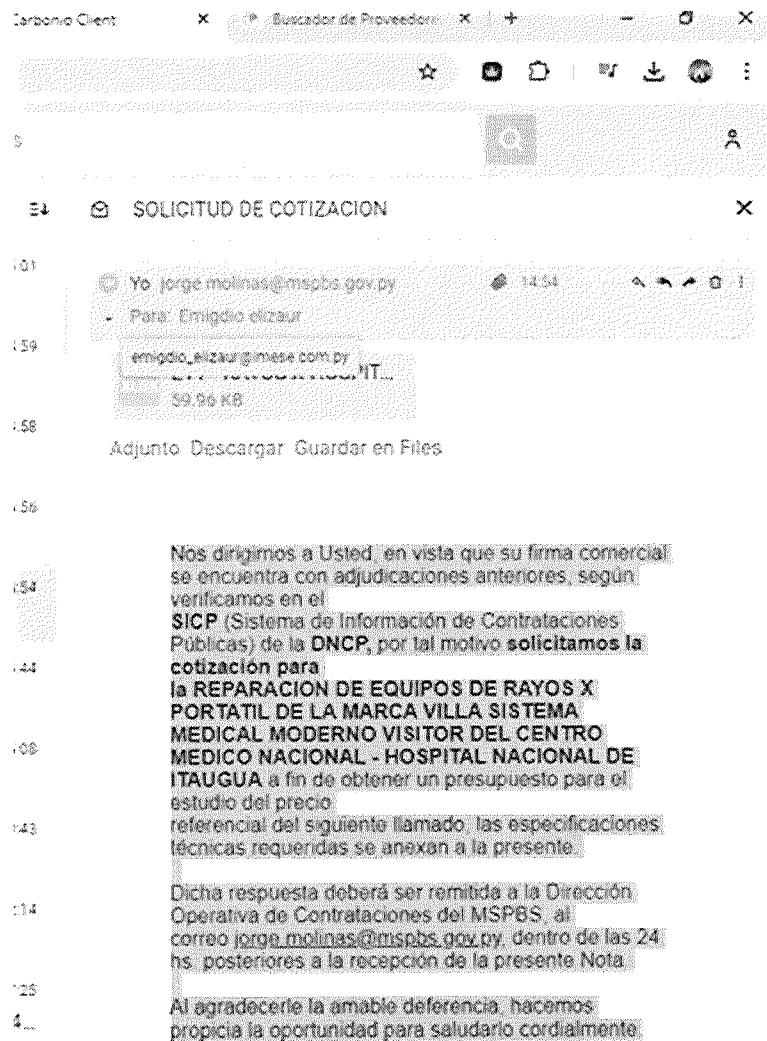 Carbonio Client × Buscador de Proveedore × +
SOLICITUD DE COTIZACION
Yo jorge.molinas@mspbs.gov.py 14:54
Para: Emigdio elizaur
emigdio_elizaur@imese.com.py
59.96 KB
Adjunto Descargar Guardar en Files
Nos dirigimos a Usted, en vista que su firma comercial
se encuentra con adjudicaciones anteriores, según
verificamos en el
SICP (Sistema de Información de Contrataciones
Públicas) de la DNCP, por tal motivo solicitamos la
cotización para
la REPARACION DE EQUIPOS DE RAYOS X
PORTATIL DE LA MARCA VILLA SISTEMA
MEDICAL MODERNO VISITOR DEL CENTRO
MEDICO NACIONAL - HOSPITAL NACIONAL DE
ITAUGUA a fin de obtener un presupuesto para el
estudio del precio
referencial del siguiente llamado, las especificaciones
técnicas requeridas se anexan a la presente.
Dicha respuesta deberá ser remitida a la Dirección
Operativa de Contrataciones del MSPBS, al
correo jorge.molinas@mspbs.gov.py, dentro de las 24
hs. posteriores a la recepción de la presente Nota.
Al agradecerle la amable deferencia, hacemos
propicia la oportunidad para saludarlo cordialmente.